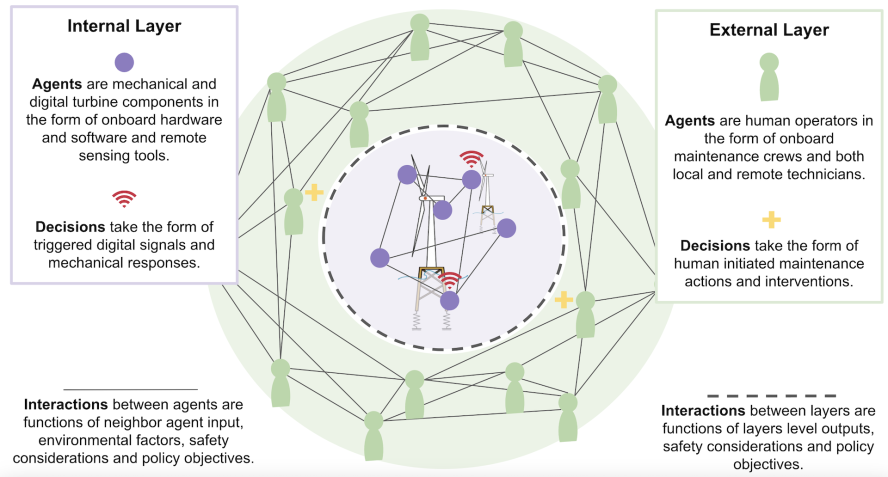 Internal Layer
Agents are mechanical and
digital turbine components in
the form of onboard hardware
and software and remote
sensing tools.
Decisions take the form of
triggered digital signals and
mechanical responses.
Interactions between agents are
functions of neighbor agent input,
environmental factors, safety
considerations and policy objectives.
External Layer
Agents are human operators in
the form of onboard
maintenance crews and both
local and remote technicians.
Decisions take the form of
human initiated maintenance
actions and interventions.
Interactions between layers are
functions of layers level outputs,
safety considerations and policy
objectives.